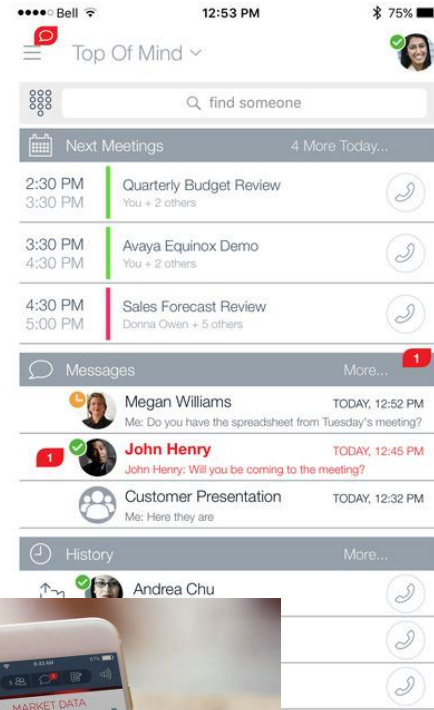 Bell 12:53 PM 75%
Top Of Mind
find someone
Next Meetings 4 More Today...
2:30 PM Quarterly Budget Review
3:30 PM You + 2 others
3:30 PM Avaya Equinox Demo
4:30 PM You + 2 others
4:30 PM Sales Forecast Review
5:00 PM Donna Owen + 5 others
1
Messages More...
Megan Williams TODAY, 12:52 PM
Me: Do you have the spreadsheet from Tuesday's meeting?
1 John Henry TODAY, 12:45 PM
John Henry: Will you be coming to the meeting?
Customer Presentation TODAY, 12:32 PM
Me: Here they are
History More...
Andrea Chu
MARKET DATA